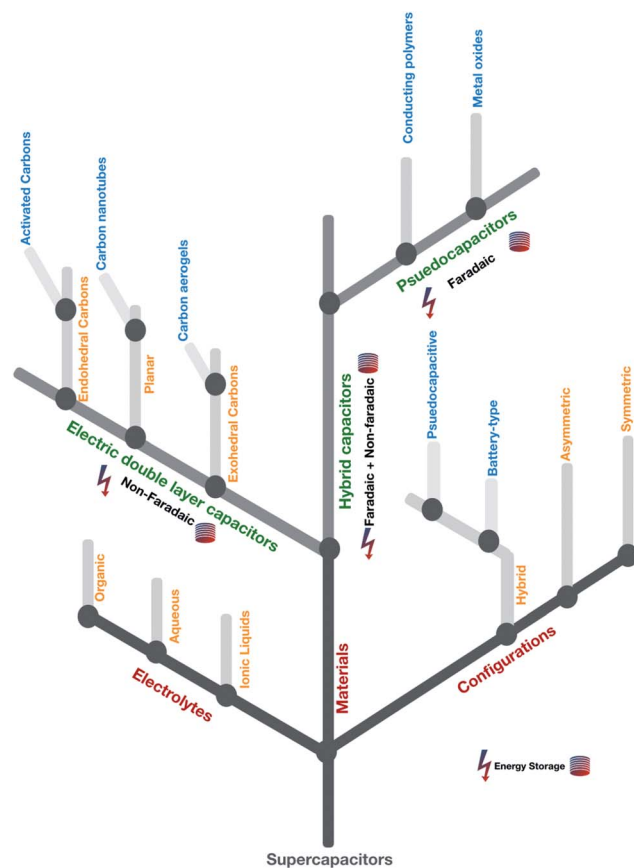 Conducting polymers
Metal oxides
Activated Carbons
Carbon nanotubes
Carbon aerogels
Endohedral Carbons
Planar
Exohedral Carbons
Psuedocapacitors
Faradaic
Hybrid capacitors
Faradaic + Non-faradaic
Electric double layer capacitors
Non-Faradaic
Psuedocapacitive
Battery-type
Asymmetric
Symmetric
Hybrid
Organic
Aqueous
Ionic Liquids
Electrolytes
Materials
Configurations
Energy Storage
Supercapacitors